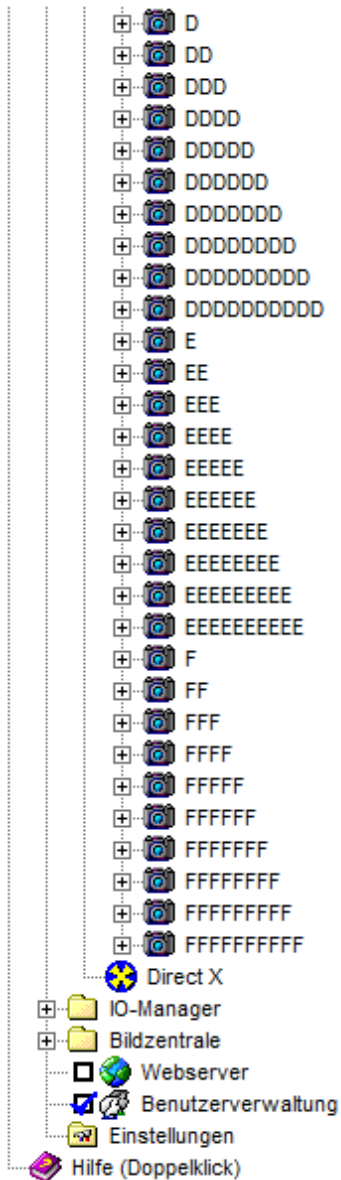 D
DD
DDD
DDDD
DDDDD
DDDDDD
DDDDDDD
DDDDDDDD
DDDDDDDDD
DDDDDDDDDD
E
EE
EEE
EEEE
EEEEE
EEEEEE
EEEEEEE
EEEEEEEE
EEEEEEEEE
EEEEEEEEEE
F
FF
FFF
FFFF
FFFFF
FFFFFF
FFFFFFF
FFFFFFFF
FFFFFFFFF
FFFFFFFFFF
Direct X
IO-Manager
Bildzentrale
Webserver
Benutzerverwaltung
Einstellungen
Hilfe (Doppelklick)